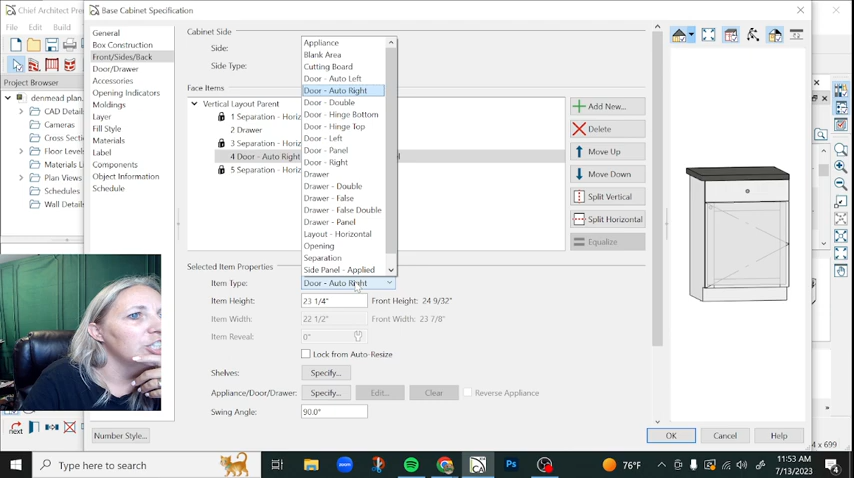 Chief Architect Pre
Base Cabinet Specification
File Edit Build
Project Browser
denmead plan.
CAD Detail
Cameras
Cross Secti
Floor Levels
Materials L
Plan Views
Schedules
Wall Detail
next
General
Box Construction
Front/Sides/Back
Door/Drawer
Accessories
Opening Indicators
Moldings
Layer
Fill Style
Materials
Label
Components
Object Information
Schedule
Number Style...
Cabinet Side
Side:
Side Type:
Face Items
Vertical Layout Parent
1 Separation - Horiz
2 Drawer
3 Separation - Horiz
4 Door - Auto Right
5 Separation - Horiz
Appliance
Blank Area
Cutting Board
Door - Auto Left
Door - Auto Right
Door - Double
Door - Hinge Bottom
Door - Hinge Top
Door - Left
Door - Panel
Door - Right
Drawer
Drawer - Double
Drawer - False
Drawer - False Double
Drawer - Panel
Layout - Horizontal
Opening
Separation
Side Panel - Applied
Add New...
Delete
Move Up
Move Down
Split Vertical
Split Horizontal
Equalize
Selected Item Properties
Item Type: Door - Auto Right
Item Height: 23 1/4" Front Height: 24 9/32"
Item Width: 22 1/2" Front Width: 23 7/8"
Item Reveal: 0"
Lock from Auto-Resize
Shelves: Specify...
Appliance/Door/Drawer: Specify... Edit... Clear Reverse Appliance
Swing Angle: 90.0°
OK Cancel Help
4 x 699
Type here to search
zoom
Ps
76°F
11:53 AM
7/13/2023
4